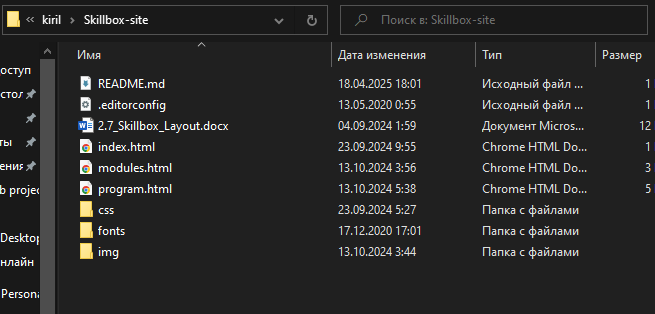 « kiril > Skillbox-site
Поиск в: Skillbox-site
Имя Дата изменения Тип Размер
README.md 18.04.2025 18:01 Исходный файл ... 1
.editorconfig 13.05.2020 0:55 Исходный файл ... 1
2.7_Skillbox_Layout.docx 04.09.2024 1:59 Документ Micros... 12
index.html 23.09.2024 9:55 Chrome HTML Do... 1
modules.html 13.10.2024 3:56 Chrome HTML Do... 3
program.html 13.10.2024 5:38 Chrome HTML Do... 5
css 23.09.2024 5:27 Папка с файлами
fonts 17.12.2020 17:01 Папка с файлами
img 13.10.2024 3:44 Папка с файлами
оступ
стол
ты
ения
b projec
Desktop
нлайн
Persona